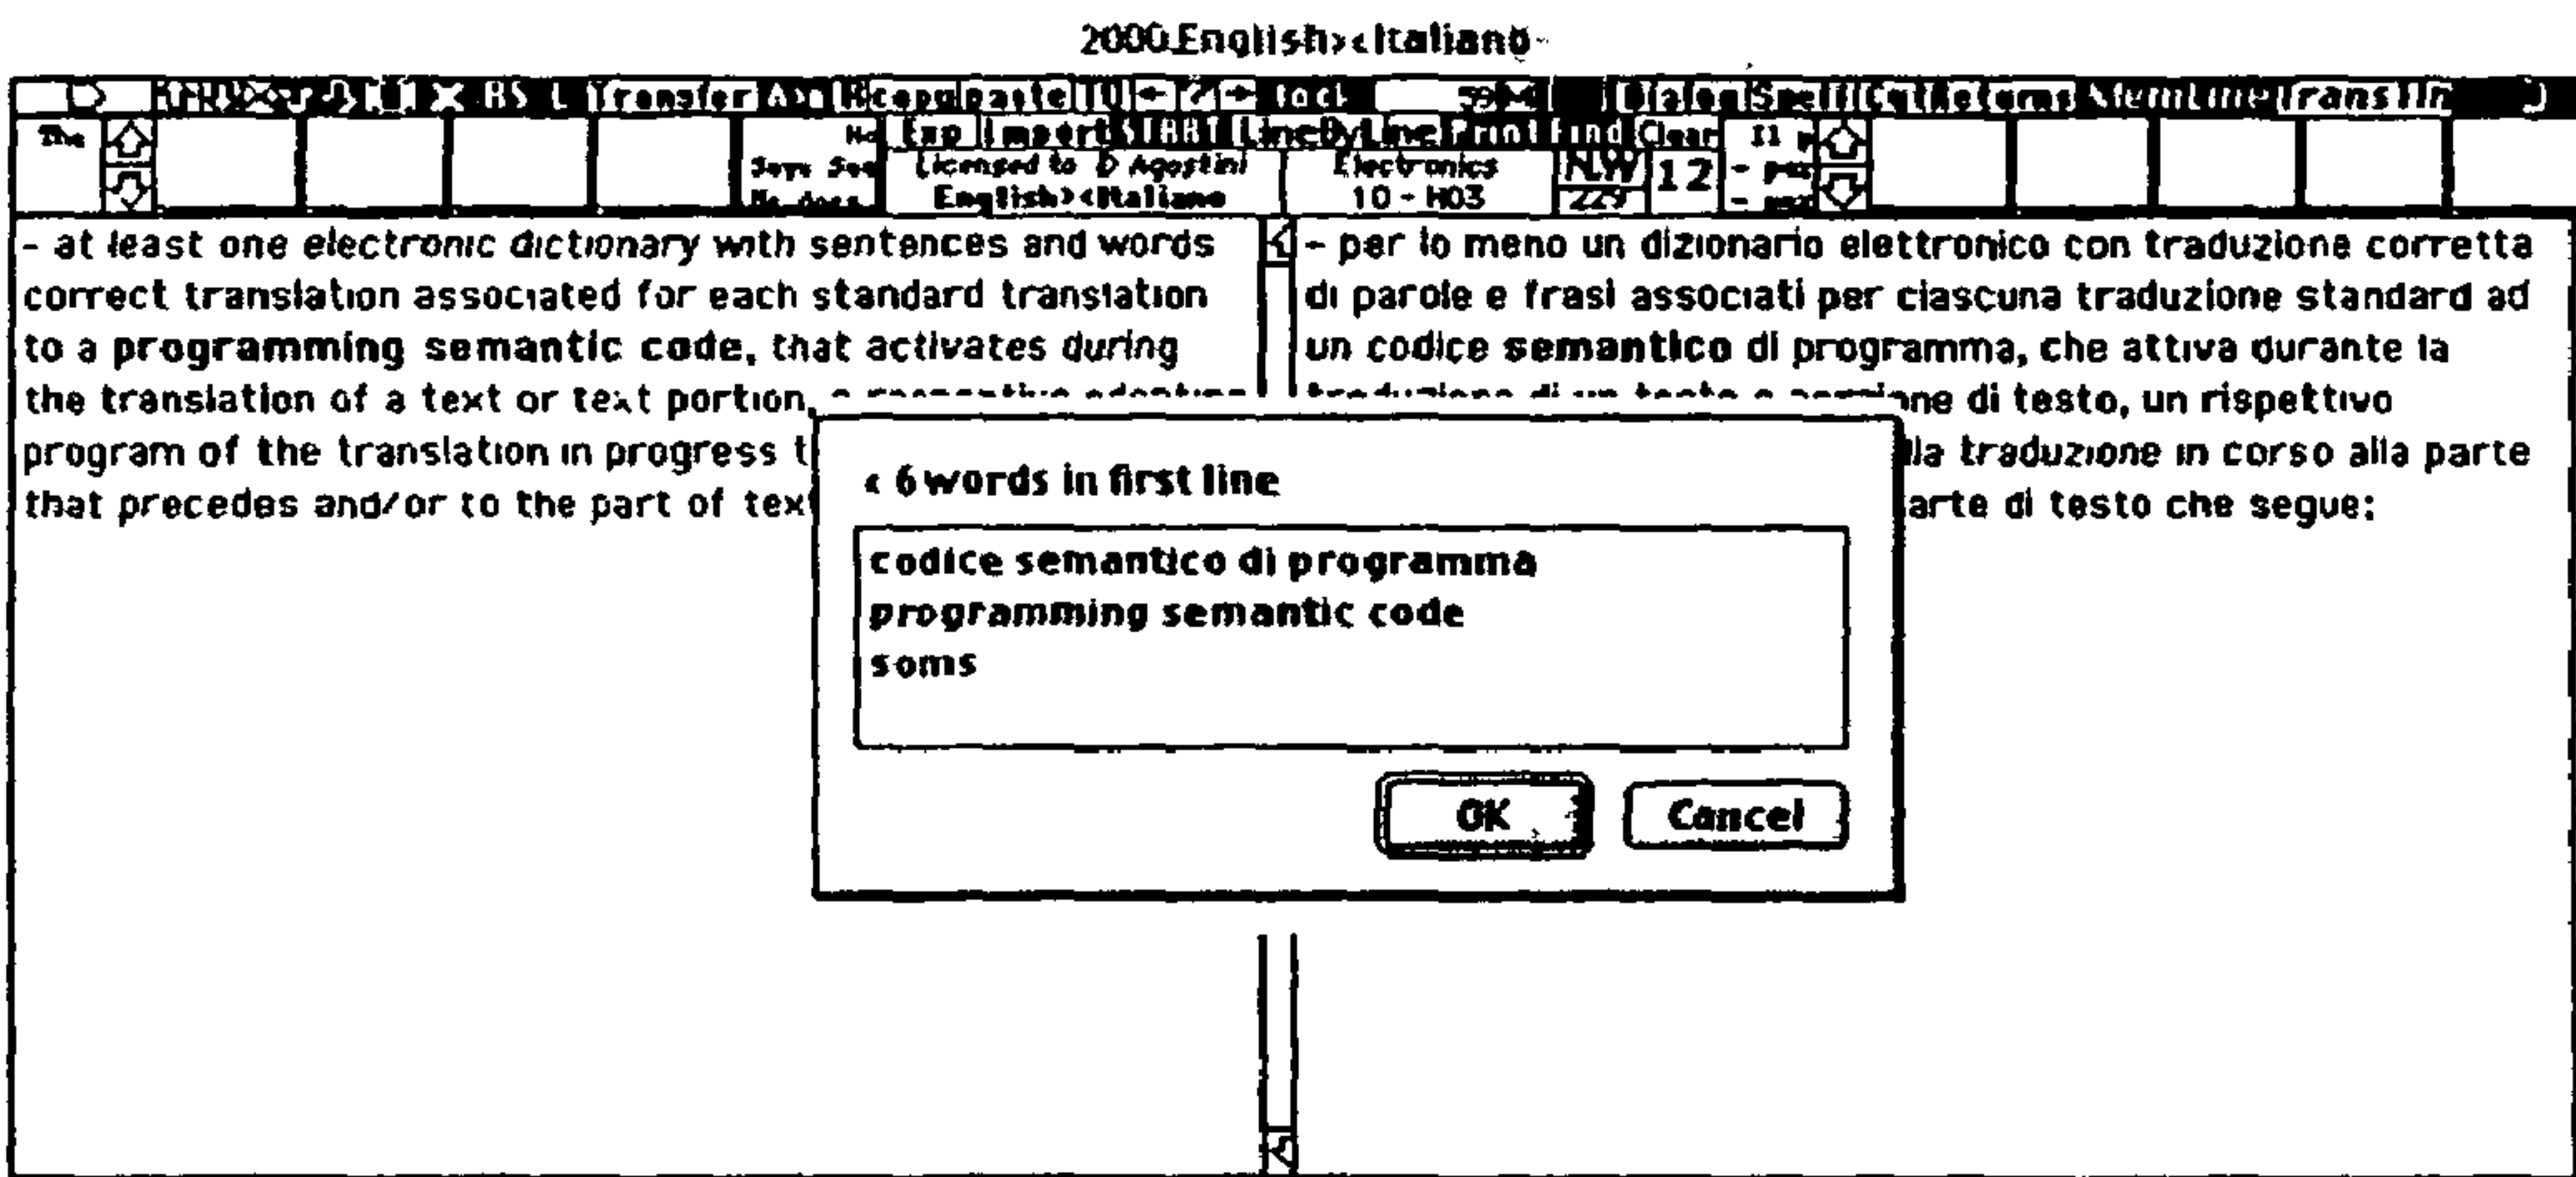 2000.English><Italiano
Transfer
copy paste
59
The
Import START LineByLine Print Find Clear
Il
Licensed to D Agostini
Electronics
12
English><Italiano
10 - H03
229
- at least one electronic dictionary with sentences and words
correct translation associated for each standard translation
to a programming semantic code, that activates during
the translation of a text or text portion,
program of the translation in progress
that precedes and/or to the part of text
- per lo meno un dizionario elettronico con traduzione corretta
di parole e frasi associati per ciascuna traduzione standard ad
un codice semantico di programma, che attiva durante la
di testo, un rispettivo
traduzione in corso alla parte
di testo che segue;
< 6 words in first line
codice semantico di programma
programming semantic code
soms
OK
Cancel